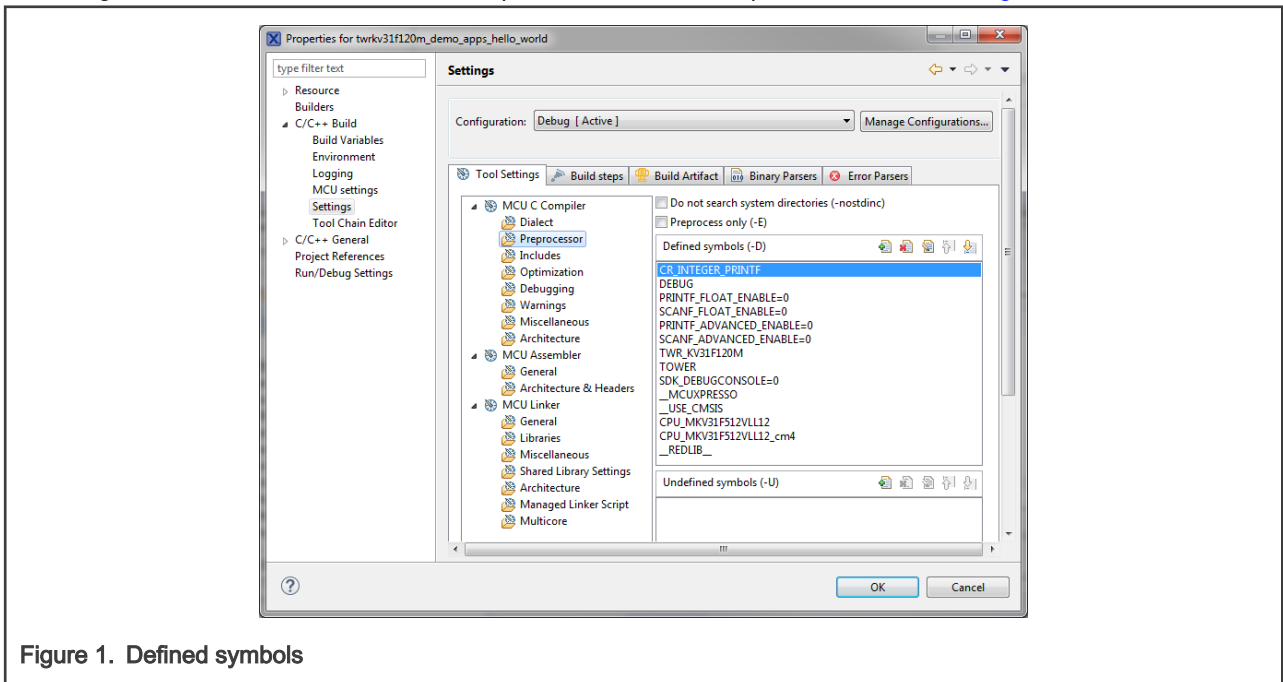 Properties for twrkv31f120m_demo_apps_hello_world
type filter text
Resource
Builders
C/C++ Build
Build Variables
Environment
Logging
MCU settings
Settings
Tool Chain Editor
C/C++ General
Project References
Run/Debug Settings
Settings
Configuration: Debug [ Active ] Manage Configurations...
Tool Settings Build steps Build Artifact Binary Parsers Error Parsers
MCU C Compiler
Dialect
Preprocessor
Includes
Optimization
Debugging
Warnings
Miscellaneous
Architecture
MCU Assembler
General
Architecture & Headers
MCU Linker
General
Libraries
Miscellaneous
Shared Library Settings
Architecture
Managed Linker Script
Multicore
Do not search system directories (-nostdinc)
Preprocess only (-E)
Defined symbols (-D)
CR_INTEGER_PRINTF
DEBUG
PRINTF_FLOAT_ENABLE=0
SCANF_FLOAT_ENABLE=0
PRINTF_ADVANCED_ENABLE=0
SCANF_ADVANCED_ENABLE=0
TWR_KV31F120M
TOWER
SDK_DEBUGCONSOLE=0
__MCUXPRESSO
__USE_CMSIS
CPU_MKV31F512VLL12
CPU_MKV31F512VLL12_cm4
__REDLIB__
Undefined symbols (-U)
OK Cancel
Figure 1. Defined symbols